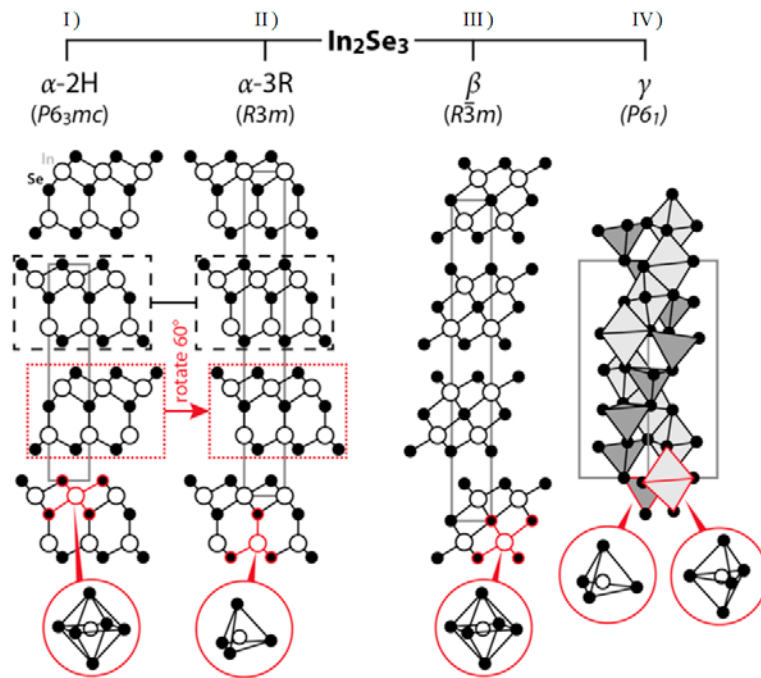 I) II) III) IV)
In₂Se₃
α-2H α-3R β γ
(P6₃mc) (R3m) (R3̅m) (P6₁)
In
Se
rotate 60°